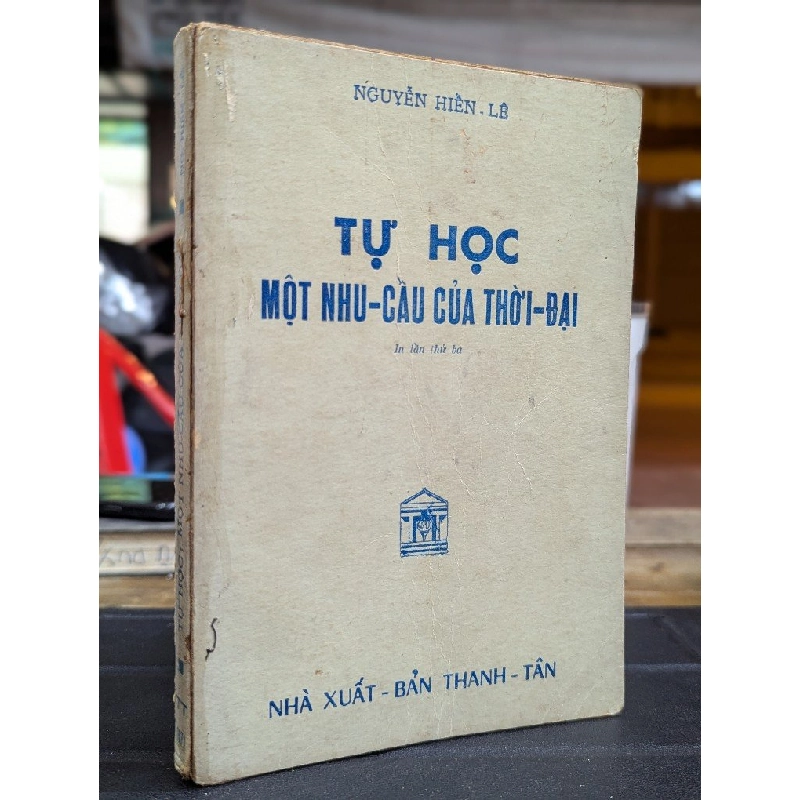 NGUYỄN HIẾN-LÊ
TỰ HỌC
MỘT NHU-CẦU CỦA THỜI-ĐẠI
In lần thứ ba
NHÀ XUẤT-BẢN THANH-TÂN